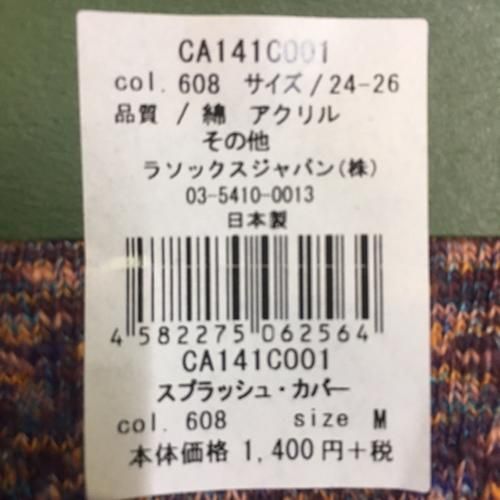 CA141C001
col. 608 サイズ/24-26
品質 / 綿 アクリル
その他
ラソックスジャパン(株)
03-5410-0013
日本製
4 582275 062564
CA141C001
スプラッシュ・カバー
col. 608 size M
本体価格 1,400円+税